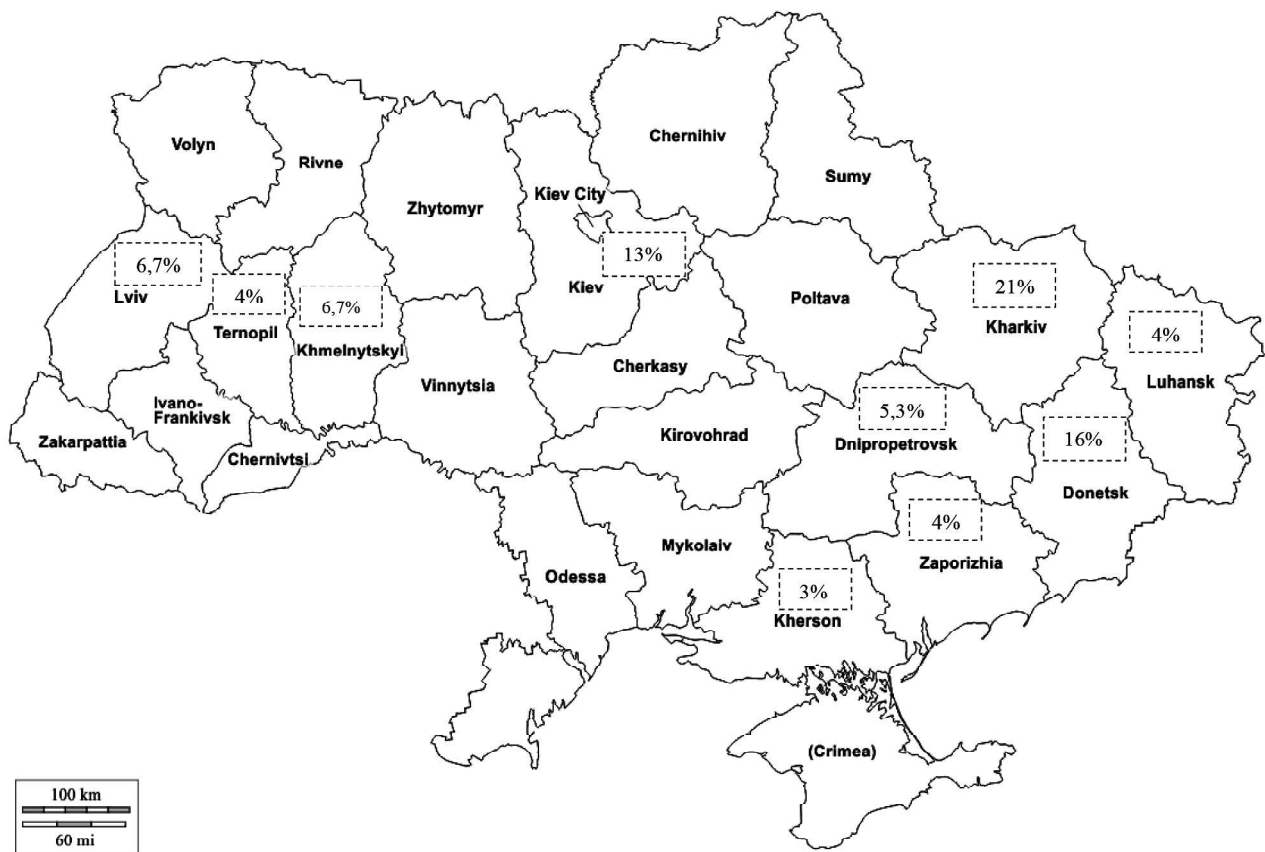 Volyn
Rivne
Zhytomyr
Chernihiv
Sumy
Kiev City
6,7%
Lviv
4%
Ternopil
6,7%
Khmelnytskyi
13%
Kiev
Poltava
21%
Kharkiv
4%
Luhansk
Vinnytsia
Cherkasy
Ivano-
Frankivsk
Zakarpattia
Chernivtsi
Kirovohrad
5,3%
Dnipropetrovsk
16%
Donetsk
4%
Zaporizhia
Mykolaiv
Odessa
3%
Kherson
(Crimea)
100 km
60 mi